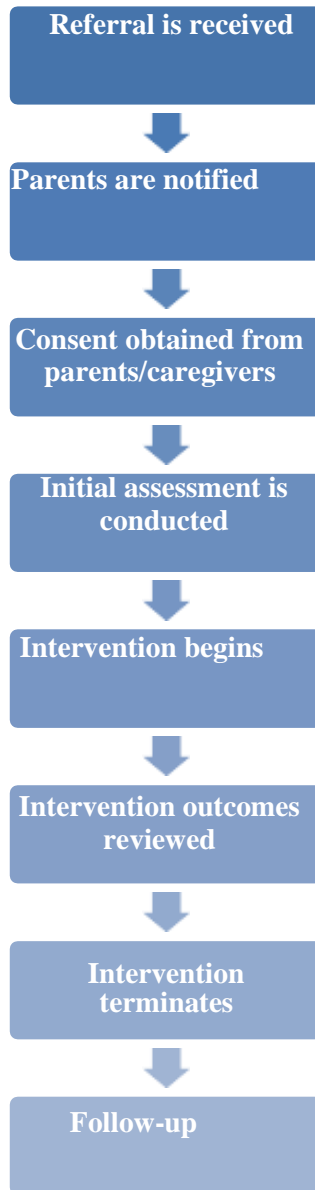 Referral is received
Parents are notified
Consent obtained from
parents/caregivers
Initial assessment is
conducted
Intervention begins
Intervention outcomes
reviewed
Intervention
terminates
Follow-up